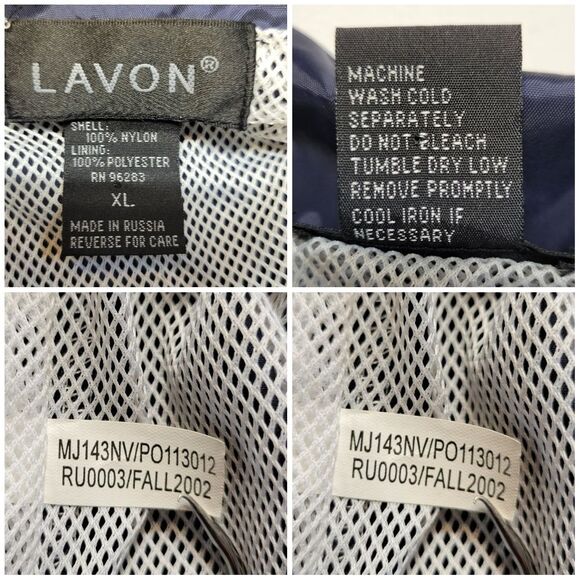 LAVON®
SHELL:
100% NYLON
LINING:
100% POLYESTER
RN 96283
XL
MADE IN RUSSIA
REVERSE FOR CARE
MACHINE
WASH COLD
SEPARATELY
DO NOT BLEACH
TUMBLE DRY LOW
REMOVE PROMPTLY
COOL IRON IF
NECESSARY
MJ143NV/PO113012
RU0003/FALL2002
MJ143NV/PO113012
RU0003/FALL2002